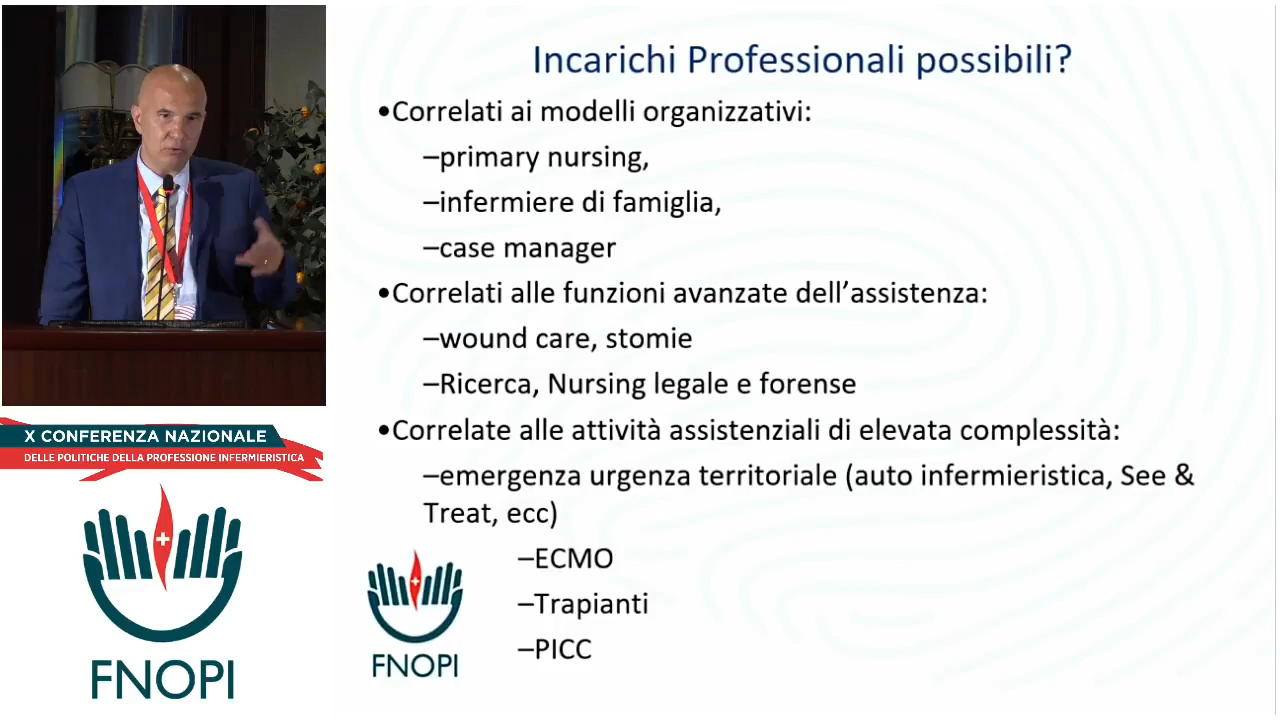 Incarichi Professionali possibili?
•Correlati ai modelli organizzativi:
–primary nursing,
–infermiere di famiglia,
–case manager
•Correlati alle funzioni avanzate dell’assistenza:
–wound care, stomie
–Ricerca, Nursing legale e forense
•Correlate alle attività assistenziali di elevata complessità:
–emergenza urgenza territoriale (auto infermieristica, See &
Treat, ecc)
–ECMO
–Trapianti
–PICC
FNOPI
X CONFERENZA NAZIONALE
DELLE POLITICHE DELLA PROFESSIONE INFERMIERISTICA
FNOPI